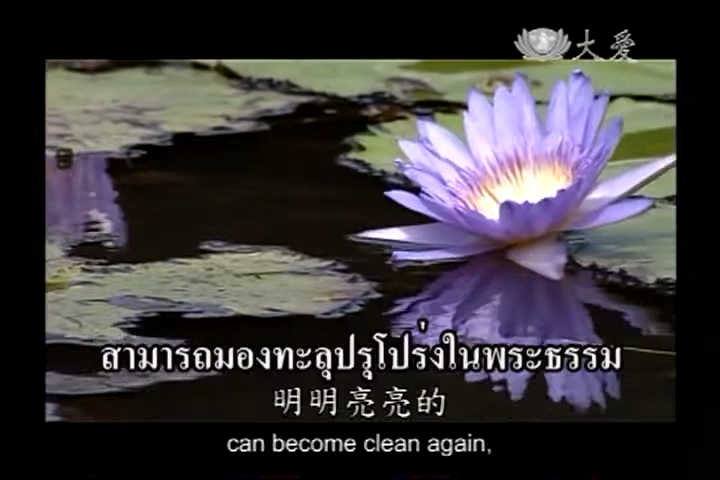 大愛
สามารถมองทะลุปรุโปร่งในพระธรรม
明明亮亮的
can become clean again,